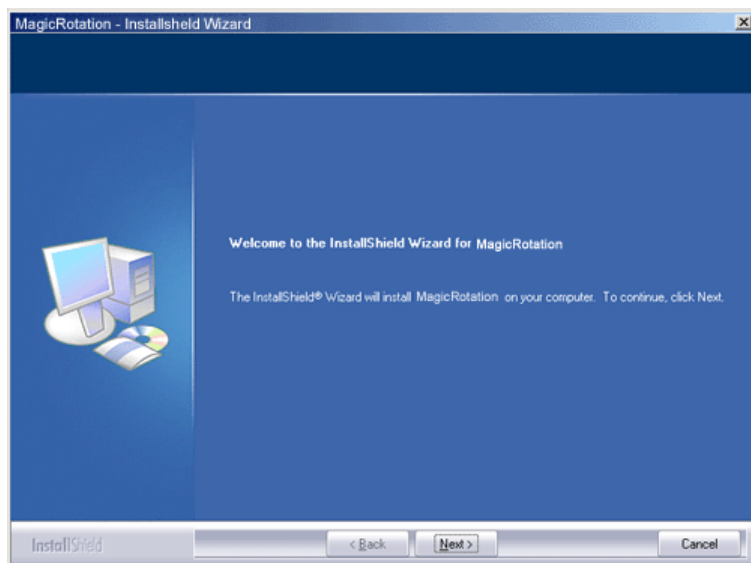 MagicRotation - Installsheld Wizard
Welcome to the InstallShield Wizard for MagicRotation
The InstallShield® Wizard will install MagicRotation on your computer. To continue, click Next.
InstallShield
< Back
Next >
Cancel